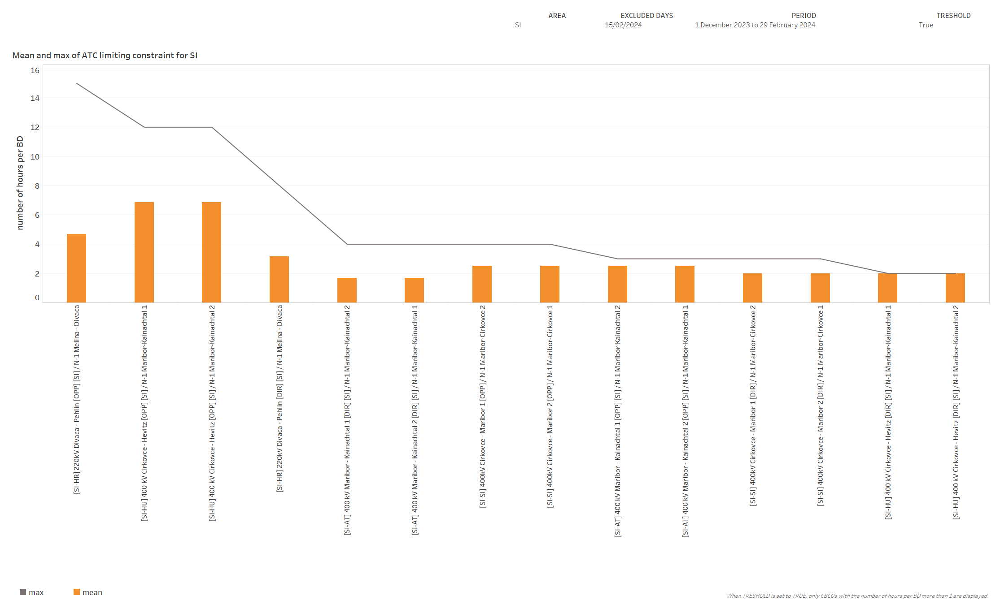 AREA EXCLUDED DAYS PERIOD TRESHOLD
SI 15/02/2024 1 December 2023 to 29 February 2024 True
Mean and max of ATC limiting constraint for SI
number of hours per BD
16
14
12
10
8
6
4
2
0
[SI-HR] 220kV Divaca - Pehlin [OPP] [SI] / N-1 Melina - Divaca
[SI-HU] 400 kV Cirkovce - Hevitz [OPP] [SI] / N-1 Maribor-Kainachtal 1
[SI-HU] 400 kV Cirkovce - Hevitz [OPP] [SI] / N-1 Maribor-Kainachtal 2
[SI-HR] 220kV Divaca - Pehlin [DIR] [SI] / N-1 Melina - Divaca
[SI-AT] 400 kV Maribor - Kainachtal 1 [DIR] [SI] / N-1 Maribor-Kainachtal 2
[SI-AT] 400 kV Maribor - Kainachtal 2 [DIR] [SI] / N-1 Maribor-Kainachtal 1
[SI-SI] 400kV Cirkovce - Maribor 1 [OPP] / N-1 Maribor-Cirkovce 2
[SI-SI] 400kV Cirkovce - Maribor 2 [OPP] / N-1 Maribor-Cirkovce 1
[SI-AT] 400 kV Maribor - Kainachtal 1 [OPP] [SI] / N-1 Maribor-Kainachtal 2
[SI-AT] 400 kV Maribor - Kainachtal 2 [OPP] [SI] / N-1 Maribor-Kainachtal 1
[SI-SI] 400kV Cirkovce - Maribor 1 [DIR] / N-1 Maribor-Cirkovce 2
[SI-SI] 400kV Cirkovce - Maribor 2 [DIR] / N-1 Maribor-Cirkovce 1
[SI-HU] 400 kV Cirkovce - Hevitz [DIR] [SI] / N-1 Maribor-Kainachtal 1
[SI-HU] 400 kV Cirkovce - Hevitz [DIR] [SI] / N-1 Maribor-Kainachtal 2
max mean
When TRESHOLD is set to TRUE, only CBCOs with the number of hours per BD more than 1 are displayed.